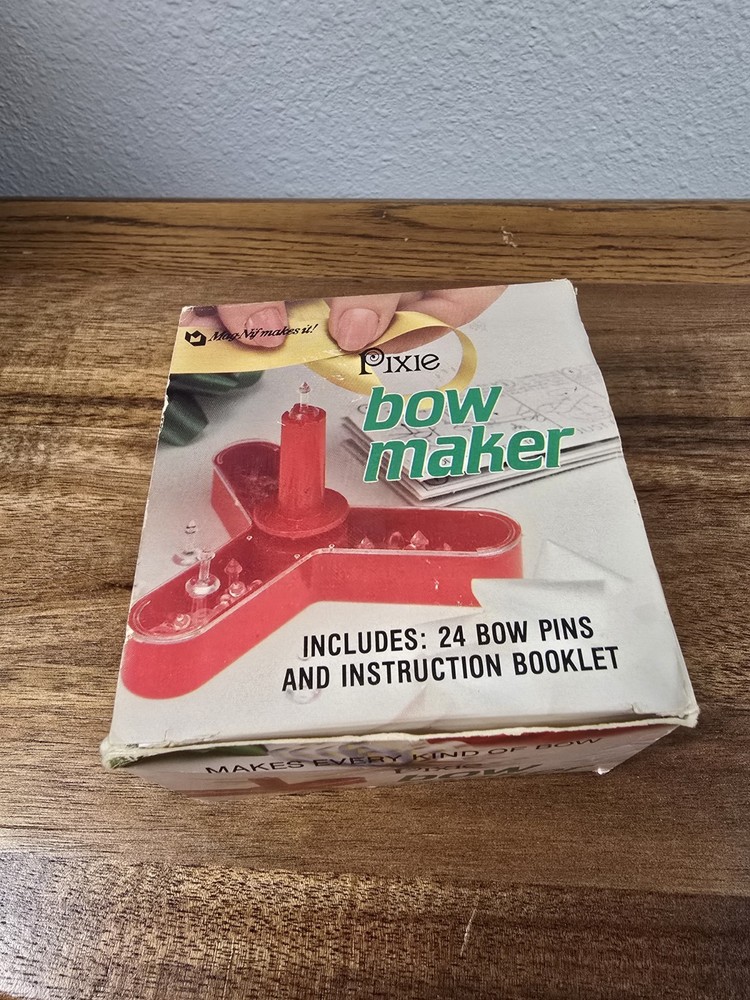 Mag-Nif makes it!
PIXIE
bow
maker
INCLUDES: 24 BOW PINS
AND INSTRUCTION BOOKLET
MAKES EVERY KIND OF BOW
bow